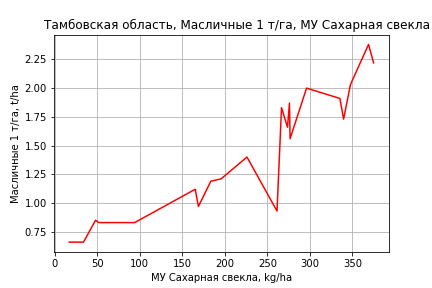 Тамбовская область, Масличные 1 т/га, МУ Сахарная свекла
Масличные 1 т/га, t/ha
2.25
2.00
1.75
1.50
1.25
1.00
0.75
0 50 100 150 200 250 300 350
МУ Сахарная свекла, kg/ha